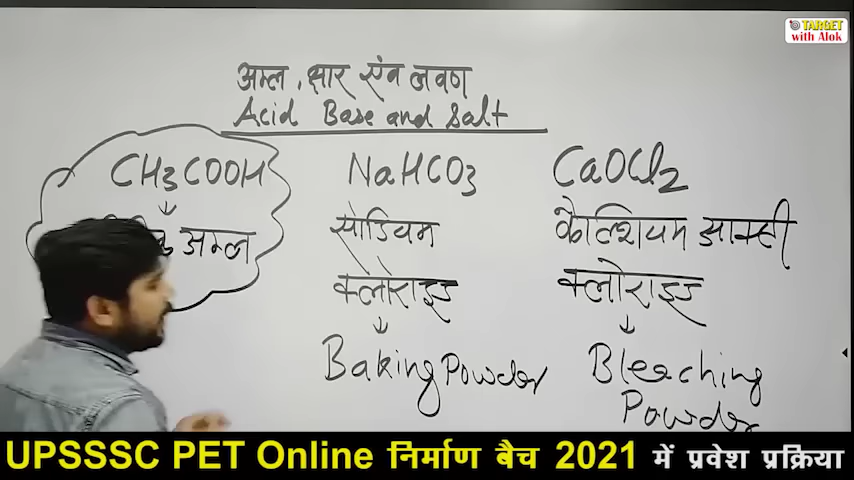 TARGET
with Alok
अम्ल, क्षार एंव लवण
Acid Base and Salt
CH3COOH
अम्ल
NaHCO3
सोडियम
क्लोराइड
Baking Powder
CaOCl2
कैल्शियम आक्सी
क्लोराइड
Bleaching
Powder
UPSSSC PET Online निर्माण बैच 2021 में प्रवेश प्रक्रिया